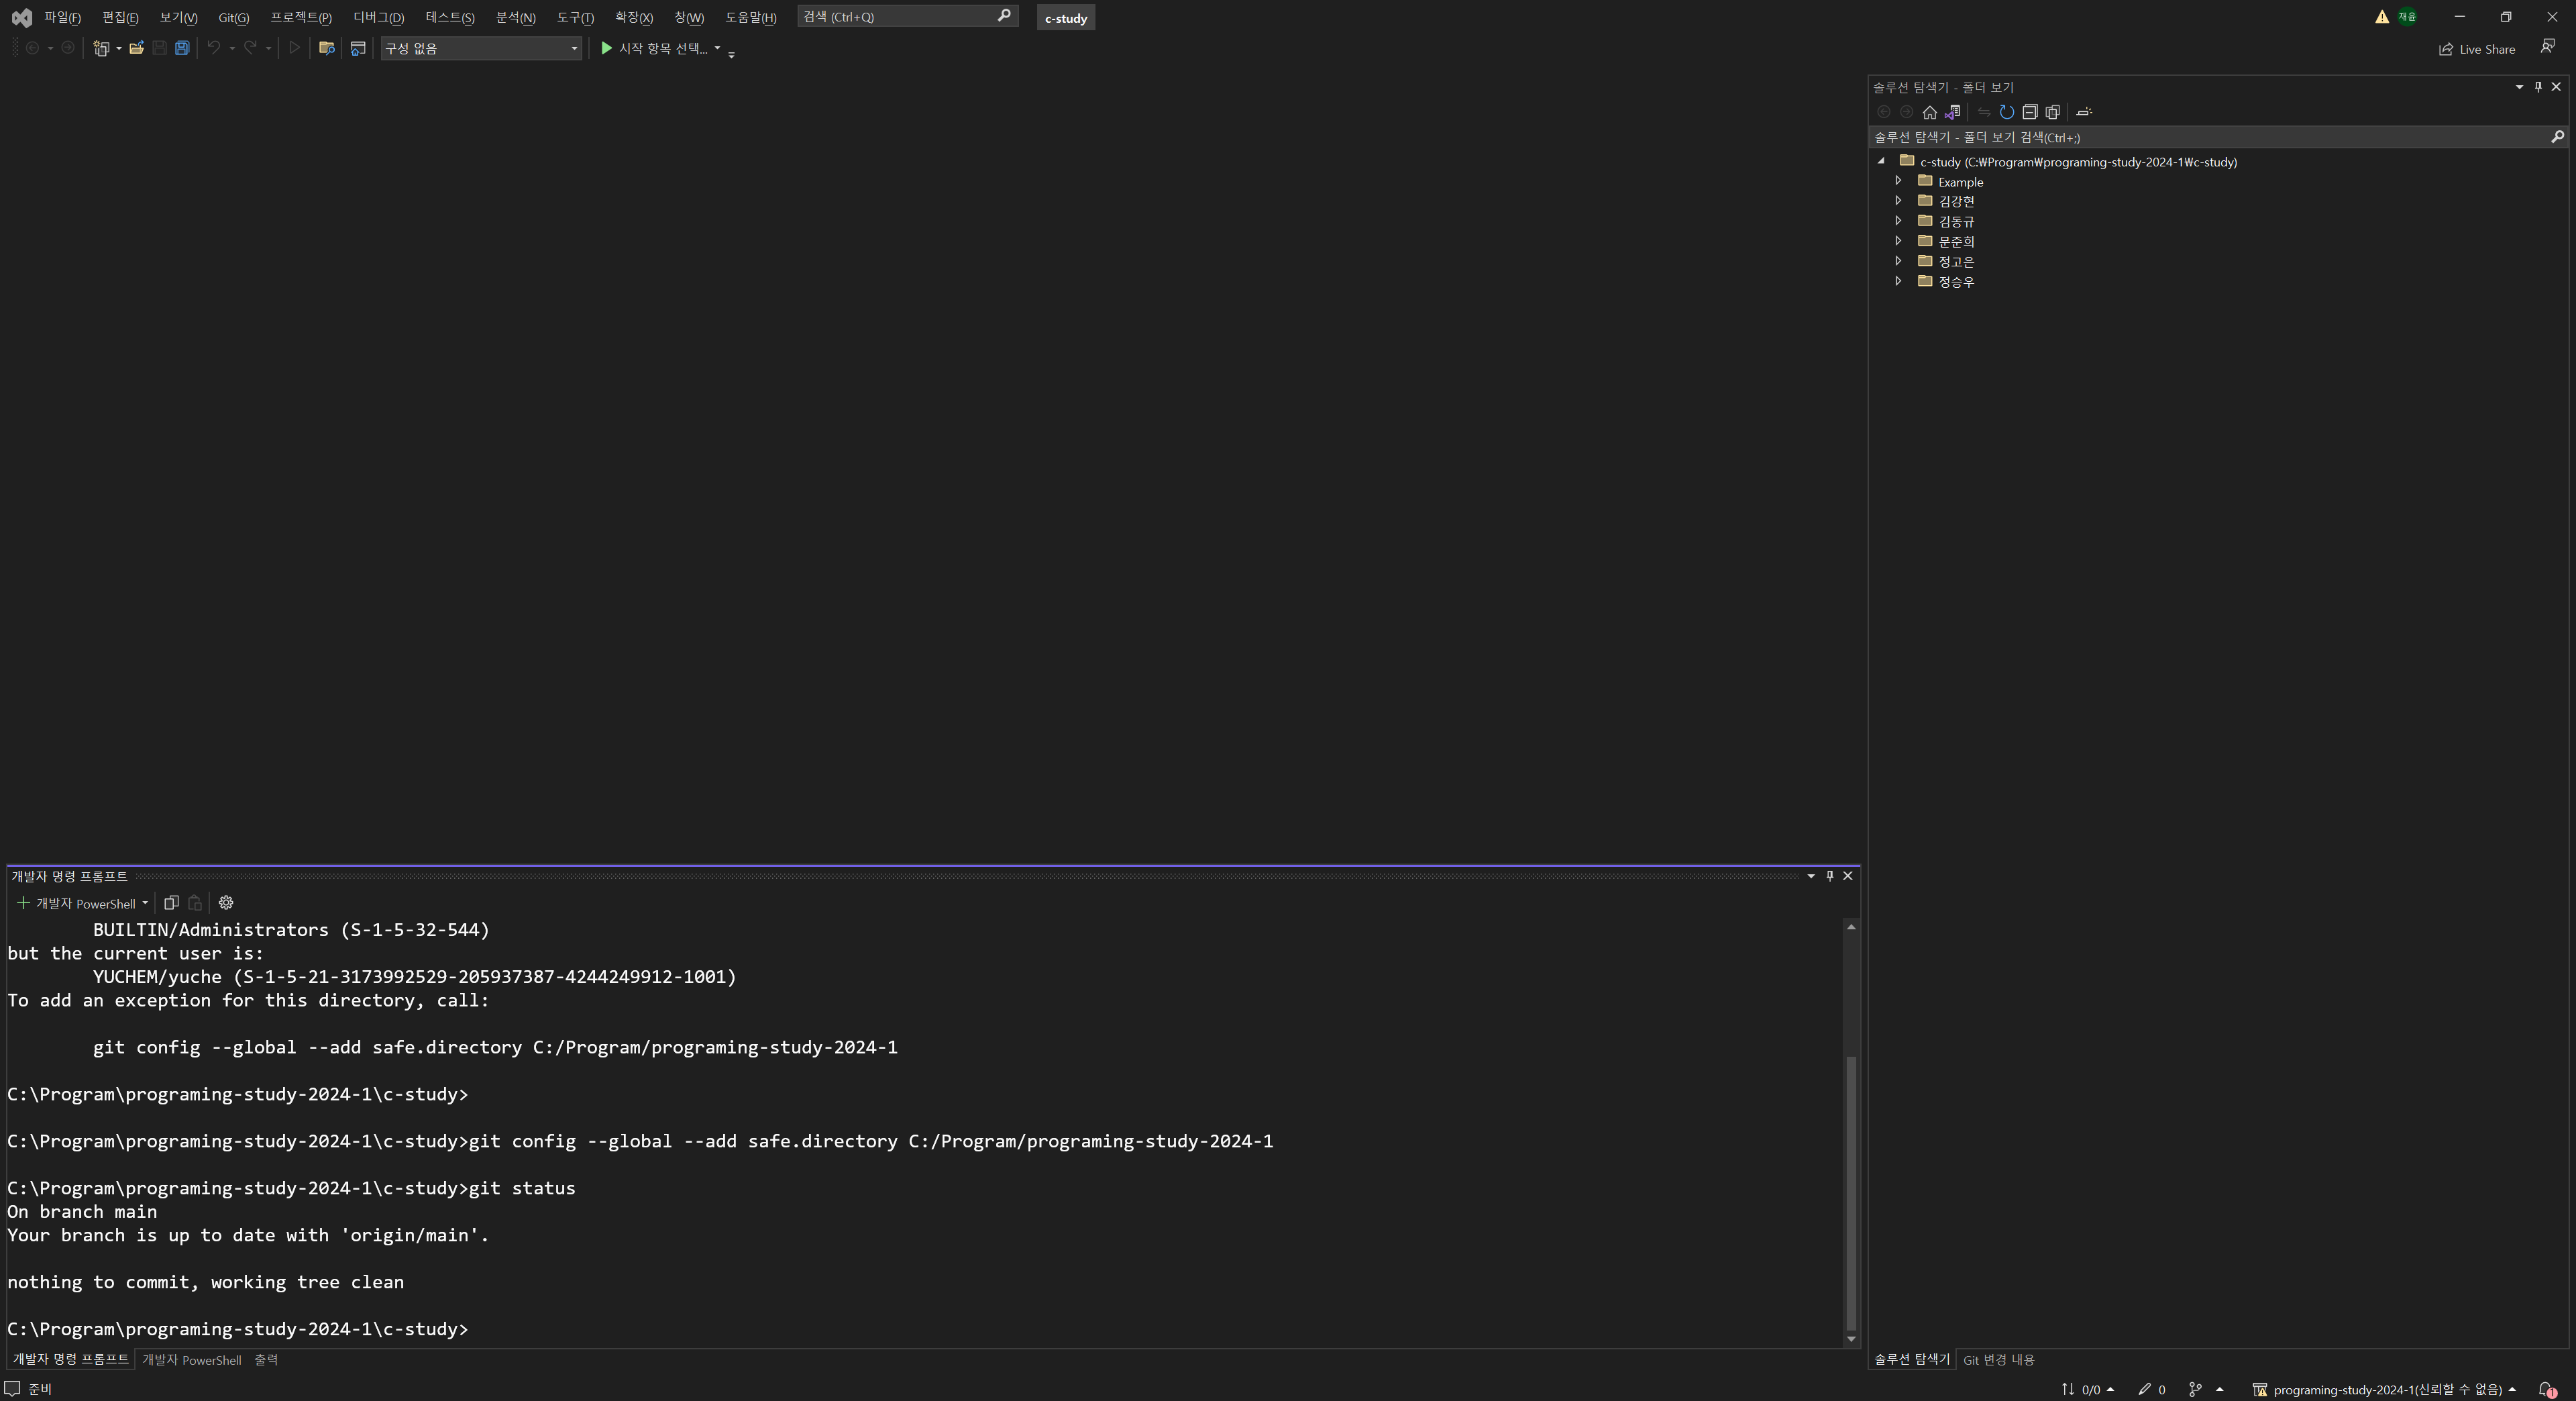 파일(F) 편집(E) 보기(V) Git(G) 프로젝트(P) 디버그(D) 테스트(S) 분석(N) 도구(T) 확장(X) 창(W) 도움말(H) 검색 (Ctrl+Q) c-study 재윤
구성 없음 시작 항목 선택... Live Share
솔루션 탐색기 - 폴더 보기
솔루션 탐색기 - 폴더 보기 검색(Ctrl+;)
c-study (C:₩Program₩programing-study-2024-1₩c-study)
Example
김강현
김동규
문준희
정고은
정승우
개발자 명령 프롬프트
개발자 PowerShell
BUILTIN/Administrators (S-1-5-32-544)
but the current user is:
YUCHEM/yuche (S-1-5-21-3173992529-205937387-4244249912-1001)
To add an exception for this directory, call:
git config --global --add safe.directory C:/Program/programing-study-2024-1
C:\Program\programing-study-2024-1\c-study>
C:\Program\programing-study-2024-1\c-study>git config --global --add safe.directory C:/Program/programing-study-2024-1
C:\Program\programing-study-2024-1\c-study>git status
On branch main
Your branch is up to date with 'origin/main'.
nothing to commit, working tree clean
C:\Program\programing-study-2024-1\c-study>
개발자 명령 프롬프트 개발자 PowerShell 출력
솔루션 탐색기 Git 변경 내용
준비 0/0 0 programing-study-2024-1(신뢰할 수 없음) 1